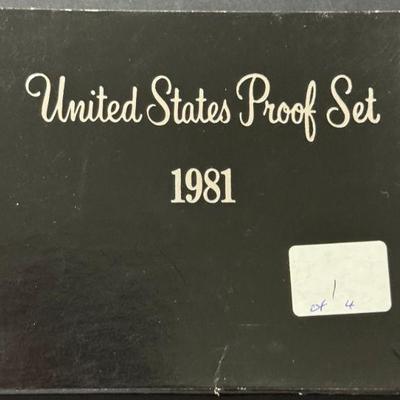 United States Proof Set
1981
1
of 4